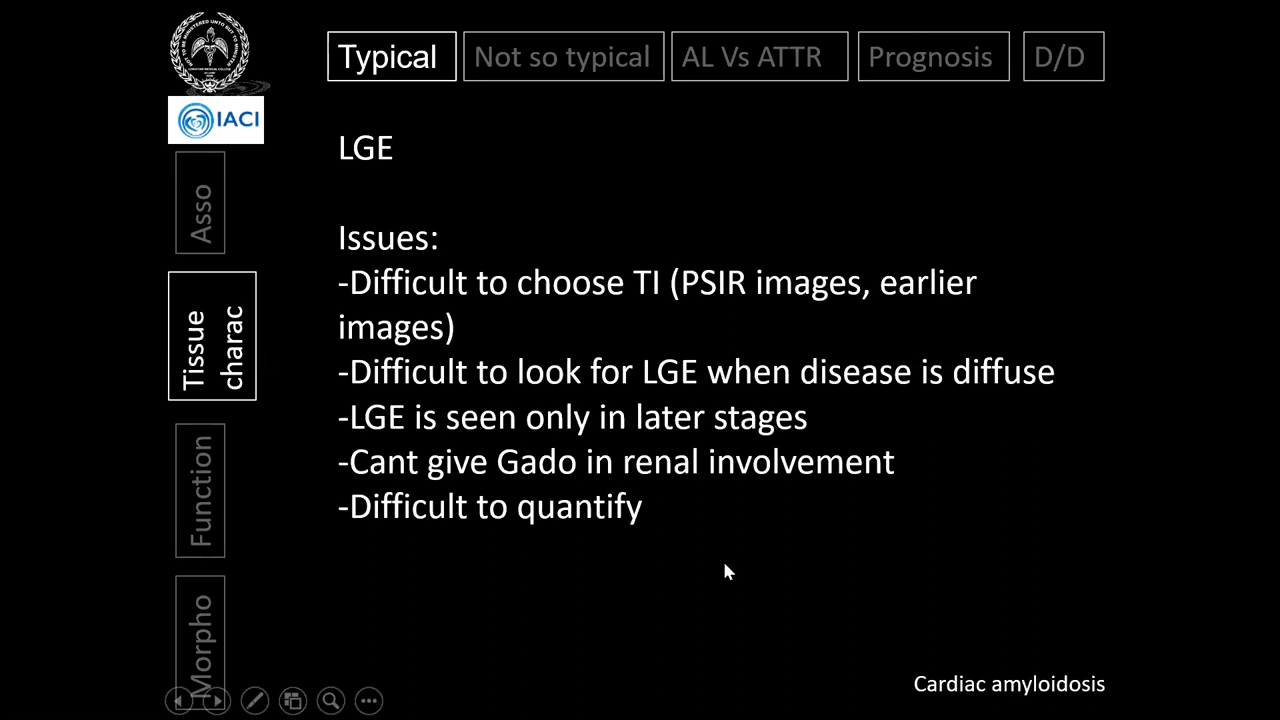 Typical
Not so typical
AL Vs ATTR
Prognosis
D/D
IACI
LGE
Asso
Issues:
-Difficult to choose TI (PSIR images, earlier
images)
Tissue
charac
-Difficult to look for LGE when disease is diffuse
-LGE is seen only in later stages
Function
-Cant give Gado in renal involvement
-Difficult to quantify
Morpho
Cardiac amyloidosis